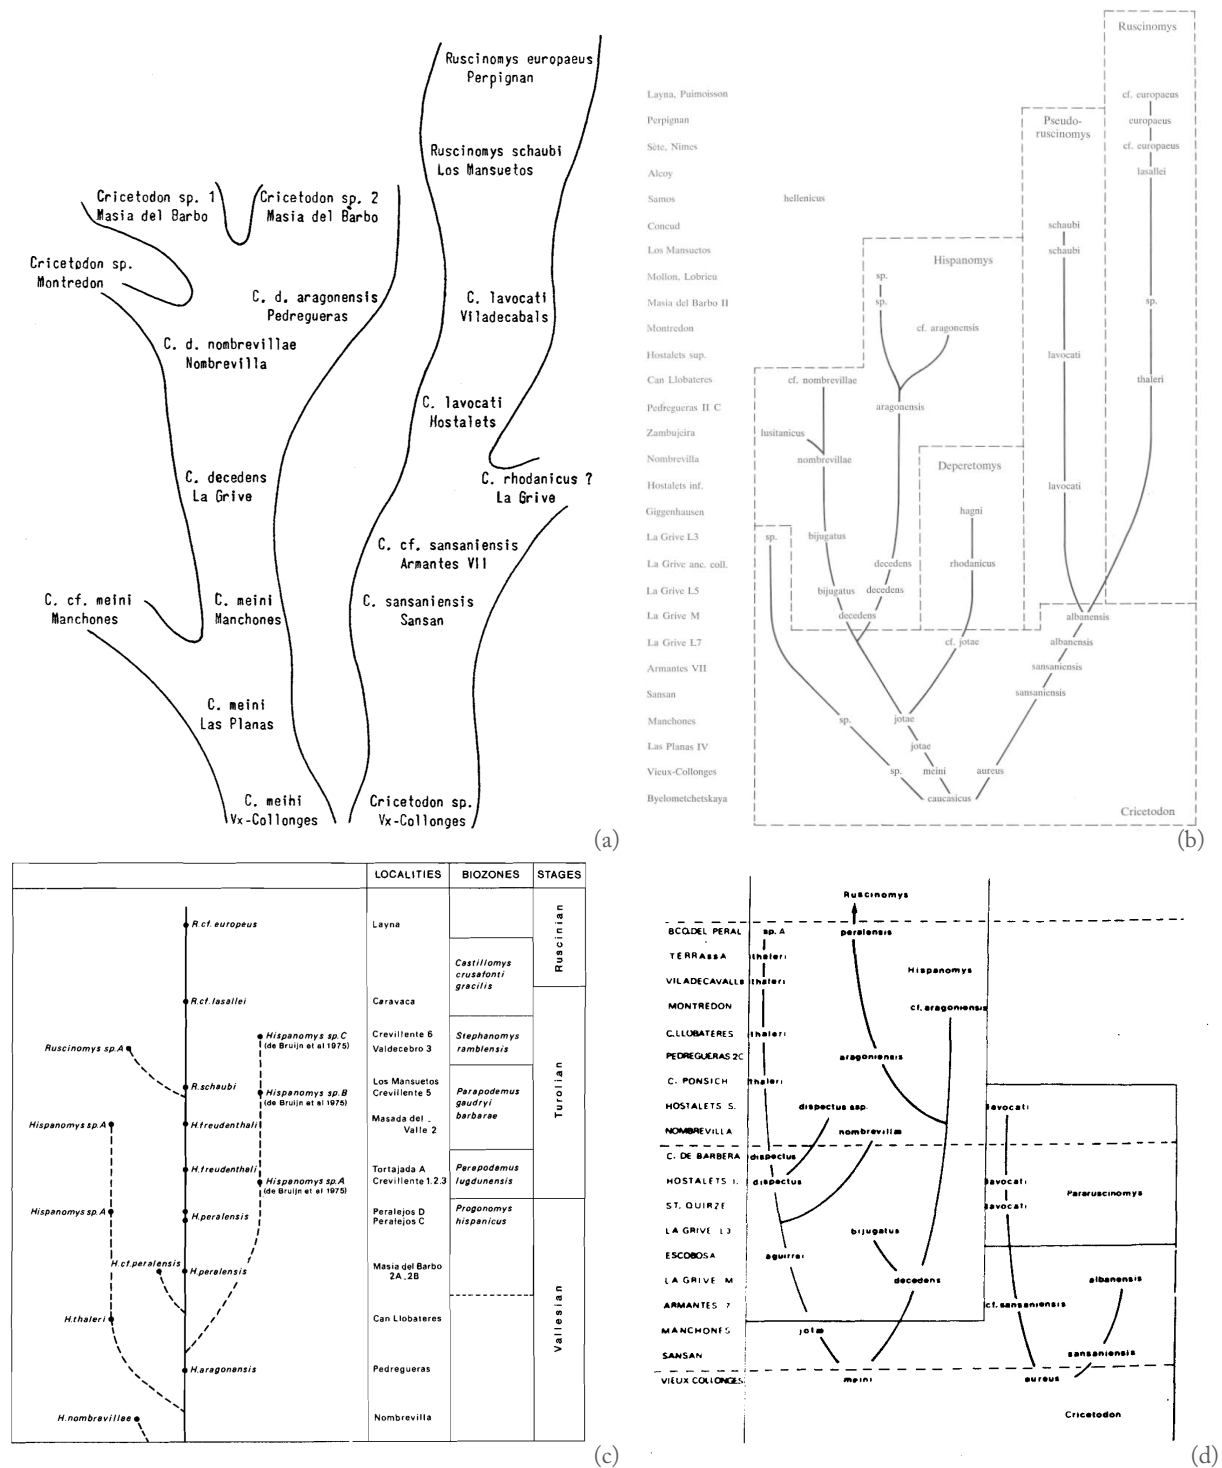 Ruscinomys europaeus
Perpignan
Ruscinomys schaubi
Los Mansuetos
Cricetodon sp. 1
Masia del Barbo
Cricetodon sp. 2
Masia del Barbo
Cricetodon sp.
Montredon
C. d. aragonensis
Pedregueras
C. lavocati
Viladecabals
C. d. nombrevillae
Nombrevilla
C. lavocati
Hostalets
C. decedens
La Grive
C. rhodanicus ?
La Grive
C. cf. sansaniensis
Armantes VII
C. cf. meini
Manchones
C. meini
Manchones
C. sansaniensis
Sansan
C. meini
Las Planas
C. meihi
Vx-Collonges
Cricetodon sp.
Vx-Collonges
(a)
Ruscinomys
Layna, Puimoisson cf. europaeus
Perpignan Pseudo-ruscinomys europaeus
Sète, Nimes cf. europaeus
Alcoy lasallei
Samos hellenicus
Concud schaubi
Los Mansuetos schaubi
Hispanomys
Mollon, Lobrieu sp.
Masia del Barbo II sp. sp.
Montredon cf. aragonensis
Hostalets sup. lavocati
Can Llobateres cf. nombrevillae thaleri
Pedregueras II C aragonensis
Zambujeira lusitanicus
Nombrevilla nombrevillae Deperetomys
Hostalets inf. lavocati
Giggenhausen hagni
La Grive L3 sp. bijugatus
La Grive anc. coll. decedens rhodanicus
La Grive L5 bijugatus decedens
La Grive M decedens albanensis
La Grive L7 cf. jotae albanensis
Armantes VII sansaniensis
Sansan sansaniensis
Manchones sp. jotae
Las Planas IV jotae
Vieux-Collonges sp. meini aureus
Byelometchetskaya caucasicus
Cricetodon
(b)
LOCALITIES BIOZONES STAGES
R.cf.europeus Layna
Ruscinian
Castillomys
crusafonti
gracilis
R.cf.lasallei Caravaca
Hispanomys sp.C Crevillente 6
(de Bruijn et al 1975)
Ruscinomys sp.A Valdecebro 3
Stephanomys
ramblensis
R.schaubi Los Mansuetos
Hispanomys sp.B Crevillente 5
(de Bruijn et al 1975)
Parapodemus
gaudryi
barbarae
Turolian
Hispanomys sp.A H.freudenthali Masada del
Valle 2
H.freudenthali Tortajada A
Hispanomys sp.A Crevillente 1.2.3
(de Bruijn et al 1975)
Parapodemus
lugdunensis
Hispanomys sp.A H.peralensis Peralejos D
Peralejos C
Progonomys
hispanicus
H.cf.peralensis H.peralensis Masia del Barbo
2A_2B
H.thaleri Can Llobateres
Vallesian
H.aragonensis Pedregueras
H.nombrevillae Nombrevilla
(c)
Ruscinomys
BCO.DEL PERAL sp.A peralensis
TERRASSA thaleri
Hispanomys
VILADECAVALLS thaleri
MONTREDON cf.aragoniensis
C.LLOBATERES thaleri
PEDREGUERAS 2C aragoniensis
C. PONSICH thaleri
HOSTALETS S. dispectus ssp. lavocati
NOMBREVILLA nombrevillæ
C. DE BARBERA dispectus
HOSTALETS I. dispectus lavocati
Pararuscinomys
ST. QUIRZE lavocati
LA GRIVE L3 bijugatus
ESCOBOSA aguirrei
LA GRIVE M decedens albanensis
ARMANTES 7 cf.sansaniensis
MANCHONES jotæ
SANSAN sansaniensis
VIEUX COLLONGES meini aureus
Cricetodon
(d)